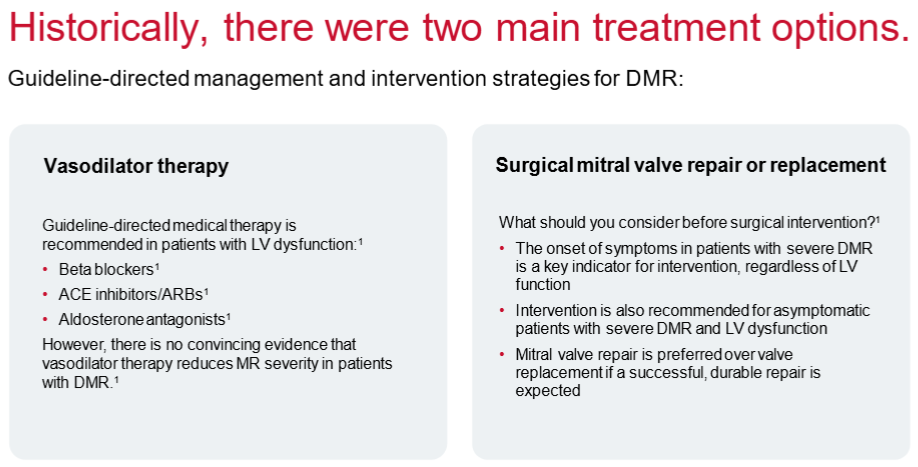 Historically, there were two main treatment options.
Guideline-directed management and intervention strategies for DMR:
Vasodilator therapy
Guideline-directed medical therapy is
recommended in patients with LV dysfunction:¹
• Beta blockers¹
• ACE inhibitors/ARBs¹
• Aldosterone antagonists¹
However, there is no convincing evidence that
vasodilator therapy reduces MR severity in patients
with DMR.¹
Surgical mitral valve repair or replacement
What should you consider before surgical intervention?¹
• The onset of symptoms in patients with severe DMR
is a key indicator for intervention, regardless of LV
function
• Intervention is also recommended for asymptomatic
patients with severe DMR and LV dysfunction
• Mitral valve repair is preferred over valve
replacement if a successful, durable repair is
expected